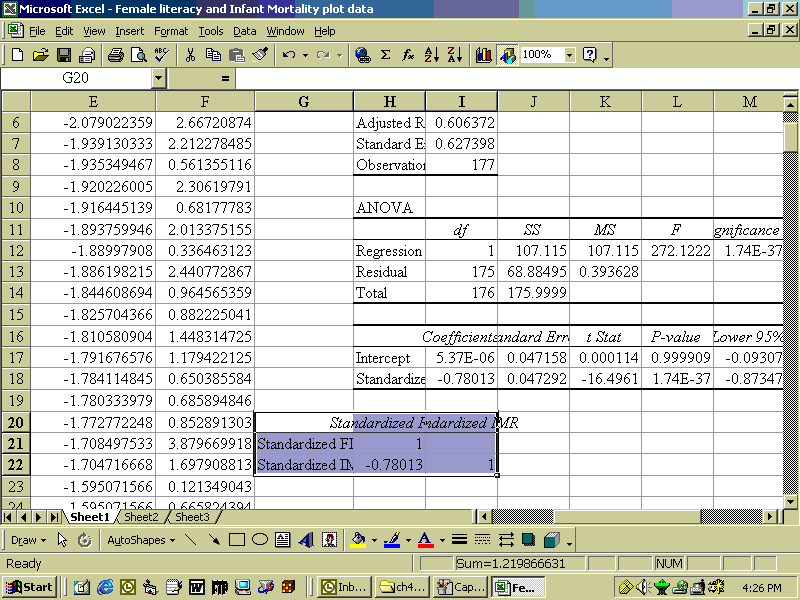 Microsoft Excel - Female literacy and Infant Mortality plot data
File Edit View Insert Format Tools Data Window Help
100%
G20 =
E F G H I J K L M
6 -2.079022359 2.66720874 Adjusted R 0.606372
7 -1.939130333 2.212278485 Standard E 0.627398
8 -1.935349467 0.561355116 Observation 177
9 -1.920226005 2.30619791
10 -1.916445139 0.68177783 ANOVA
11 -1.893759946 2.013375155 df SS MS F gnificance
12 -1.88997908 0.336463123 Regression 1 107.115 107.115 272.1222 1.74E-37
13 -1.886198215 2.440772867 Residual 175 68.88495 0.393628
14 -1.844608694 0.964565359 Total 176 175.9999
15 -1.825704366 0.882225041
16 -1.810580904 1.448314725 Coefficients andard Erro t Stat P-value Lower 95%
17 -1.791676576 1.179422125 Intercept 5.37E-06 0.047158 0.000114 0.999909 -0.09307
18 -1.784114845 0.650385584 Standardize -0.78013 0.047292 -16.4961 1.74E-37 -0.87347
19 -1.780333979 0.685894846
20 -1.772772248 0.852891303 Standardized F ndardized IMR
21 -1.708497533 3.879669918 Standardized FI 1
22 -1.704716668 1.697908813 Standardized IM -0.78013 1
23 -1.595071566 0.121349043
24 -1.595071566 0.665824394
Sheet1 Sheet2 Sheet3
Draw AutoShapes
Ready Sum=1.219866631 NUM
Start Inb... ch4... Cap... Fe... 4:26 PM